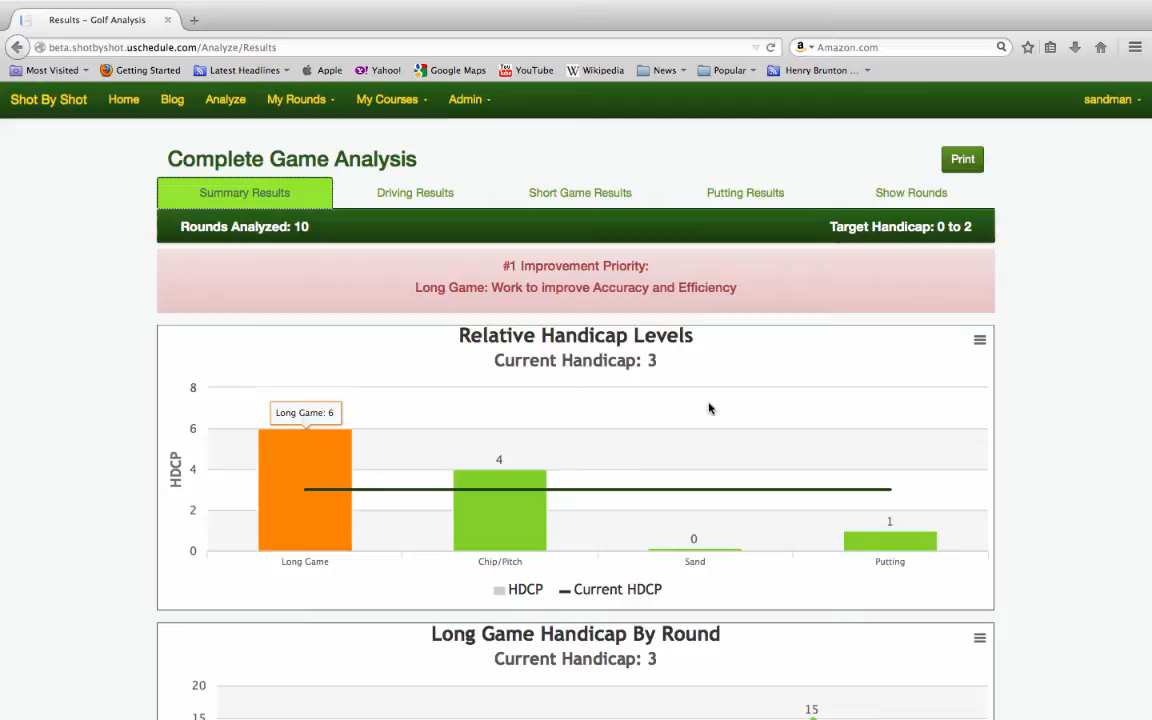 Results – Golf Analysis
beta.shotbyshot.uschedule.com/Analyze/Results
Amazon.com
Most Visited Getting Started Latest Headlines Apple Yahoo! Google Maps YouTube Wikipedia News Popular Henry Brunton ...
Shot By Shot Home Blog Analyze My Rounds My Courses Admin sandman
Complete Game Analysis
Print
Summary Results Driving Results Short Game Results Putting Results Show Rounds
Rounds Analyzed: 10 Target Handicap: 0 to 2
#1 Improvement Priority:
Long Game: Work to improve Accuracy and Efficiency
Relative Handicap Levels
Current Handicap: 3
8
Long Game: 6
6
4
4
HDCP
2
1
0
0
Long Game Chip/Pitch Sand Putting
HDCP Current HDCP
Long Game Handicap By Round
Current Handicap: 3
20
15
15